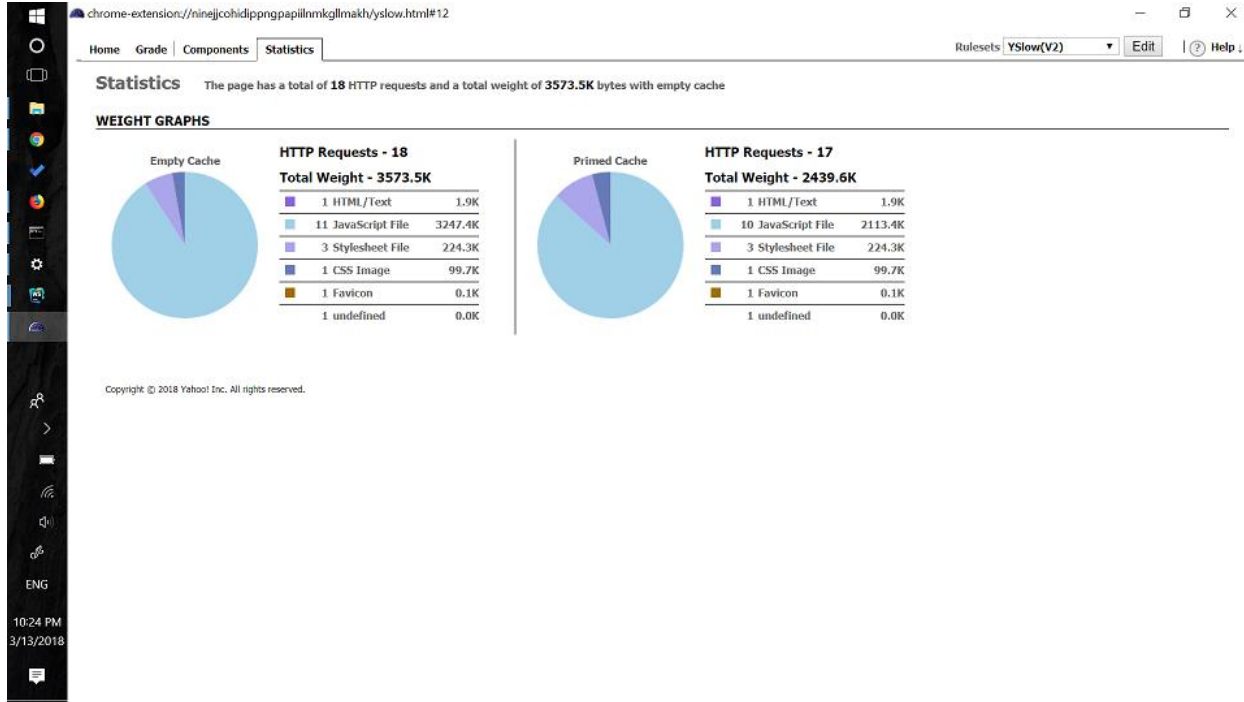 chrome-extension://ninejjcohidippngpapiilnmkgllmakh/yslow.html#12
Home Grade Components Statistics Rulesets YSlow(V2) Edit ? Help ↓
Statistics The page has a total of 18 HTTP requests and a total weight of 3573.5K bytes with empty cache
WEIGHT GRAPHS
Empty Cache
HTTP Requests - 18
Total Weight - 3573.5K
1 HTML/Text 1.9K
11 JavaScript File 3247.4K
3 Stylesheet File 224.3K
1 CSS Image 99.7K
1 Favicon 0.1K
1 undefined 0.0K
Primed Cache
HTTP Requests - 17
Total Weight - 2439.6K
1 HTML/Text 1.9K
10 JavaScript File 2113.4K
3 Stylesheet File 224.3K
1 CSS Image 99.7K
1 Favicon 0.1K
1 undefined 0.0K
Copyright © 2018 Yahoo! Inc. All rights reserved.
WS
ENG
10:24 PM
3/13/2018